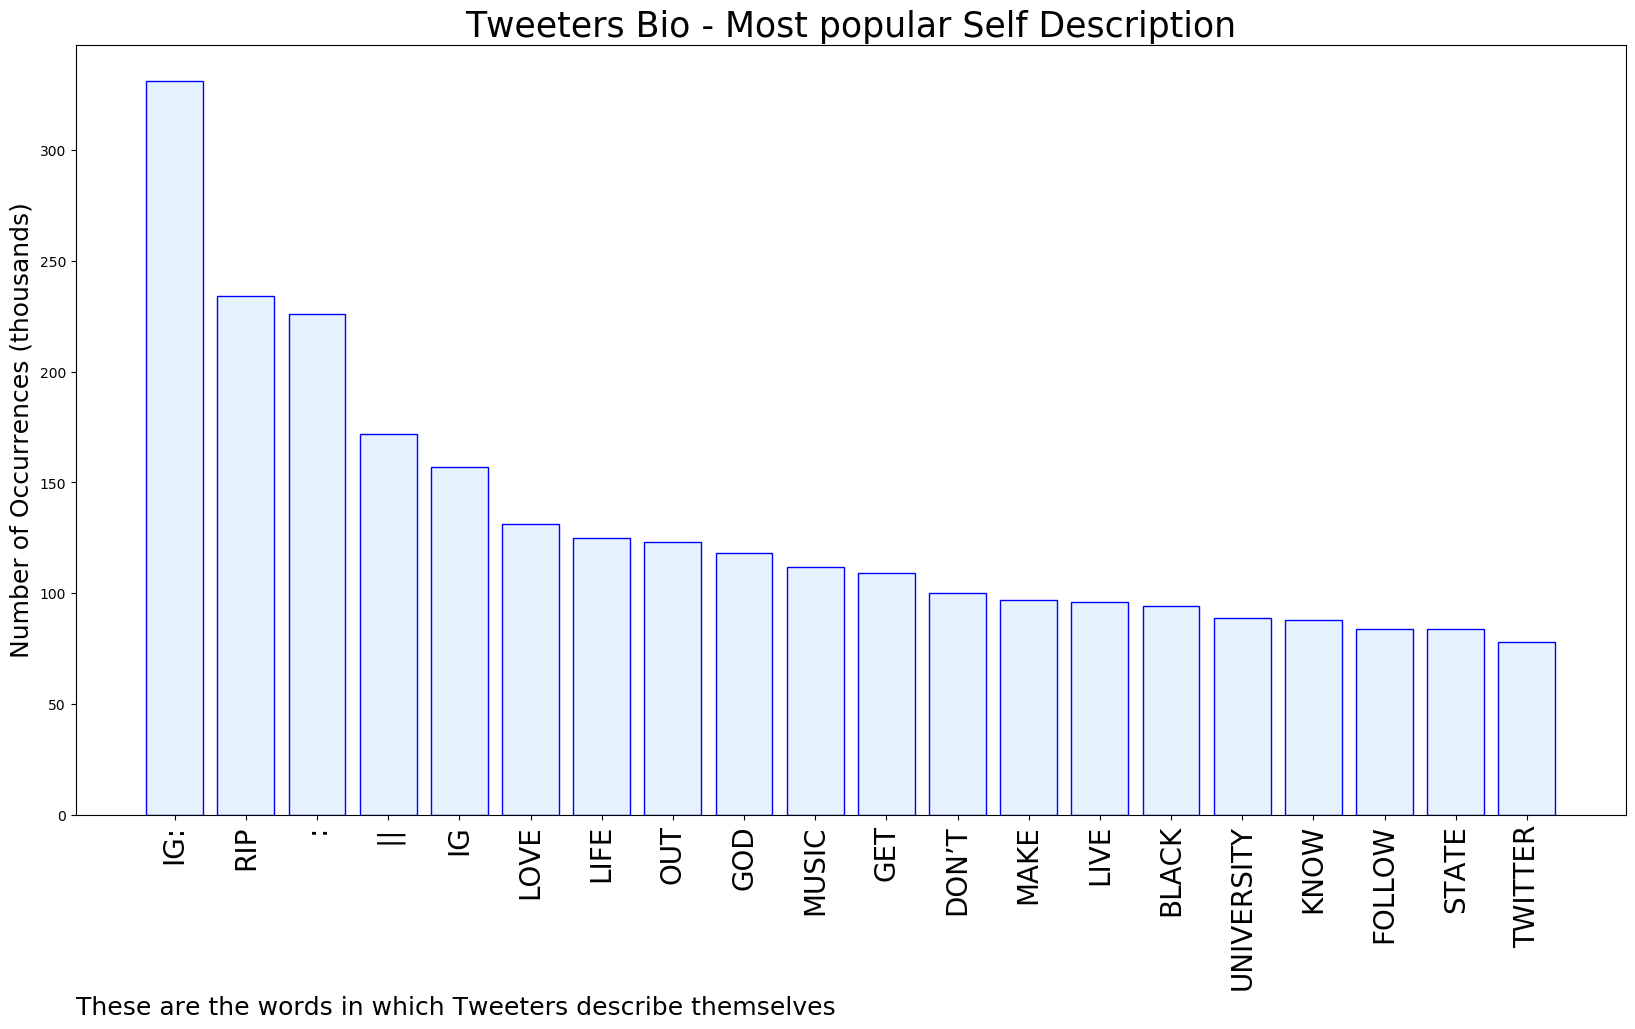 Tweeters Bio - Most popular Self Description
Number of Occurrences (thousands)
300
250
200
150
100
50
0
IG:
RIP
:
||
IG
LOVE
LIFE
OUT
GOD
MUSIC
GET
DON’T
MAKE
LIVE
BLACK
UNIVERSITY
KNOW
FOLLOW
STATE
TWITTER
These are the words in which Tweeters describe themselves